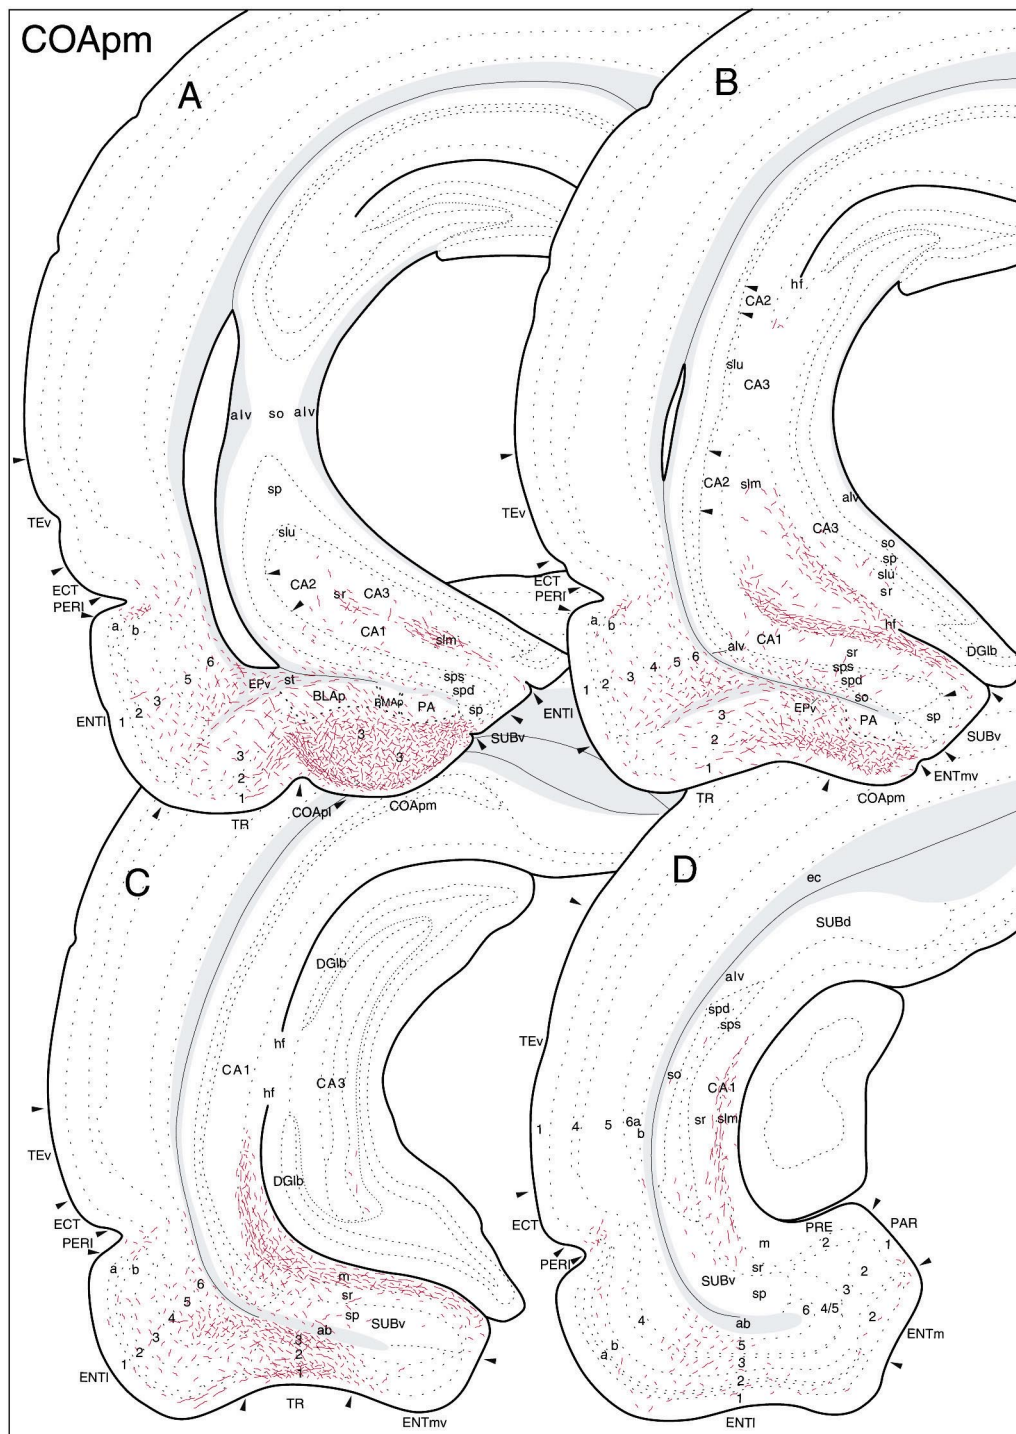 COApm
A
alv so alv
sp
slu
CA2
sr
CA3
CA1
slm
TEv
ECT
PERI
a b
6
5
EPv
st
BLAp
BMAp
PA
sps
spd
sp
ENTl
1 2 3
3
2
1
3
3
ENTl
SUBv
TR
COApl
COApm
B
hf
CA2
slu
CA3
CA2
slm
alv
CA3
so
sp
slu
sr
hf
DGlb
TEv
ECT
PERI
a b
4 5 6
alv
CA1
sr
sps
spd
so
EPv
PA
sp
1 2 3
3
2
1
SUBv
ENTmv
TR
COApm
C
DGlb
hf
CA1
hf
CA3
DGlb
TEv
ECT
PERI
a b
6
5
4
3
2
1
m
sr
sp
SUBv
ab
3
2
1
ENTl
TR
ENTmv
D
ec
SUBd
alv
spd
sps
so
CA1
sr slm
TEv
1 4 5 6a
b
ECT
PERI
PRE
PAR
m
2
1
sr
SUBv
sp
2
3
6 4/5
2
ab
4
b
a
5
3
2
1
ENTm
ENTl